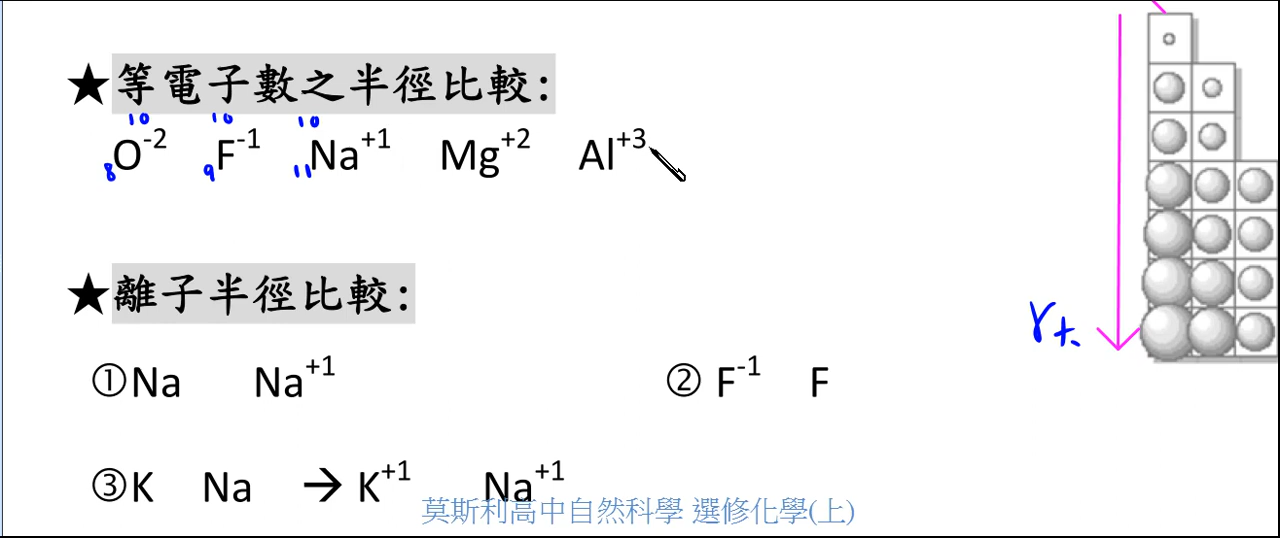 ★等電子數之半徑比較:
10 10 10
₈O⁻² ₉F⁻¹ ₁₁Na⁺¹ Mg⁺² Al⁺³
★離子半徑比較:
r大
①Na Na⁺¹ ② F⁻¹ F
③K Na → K⁺¹ Na⁺¹
莫斯利高中自然科學 選修化學(上)